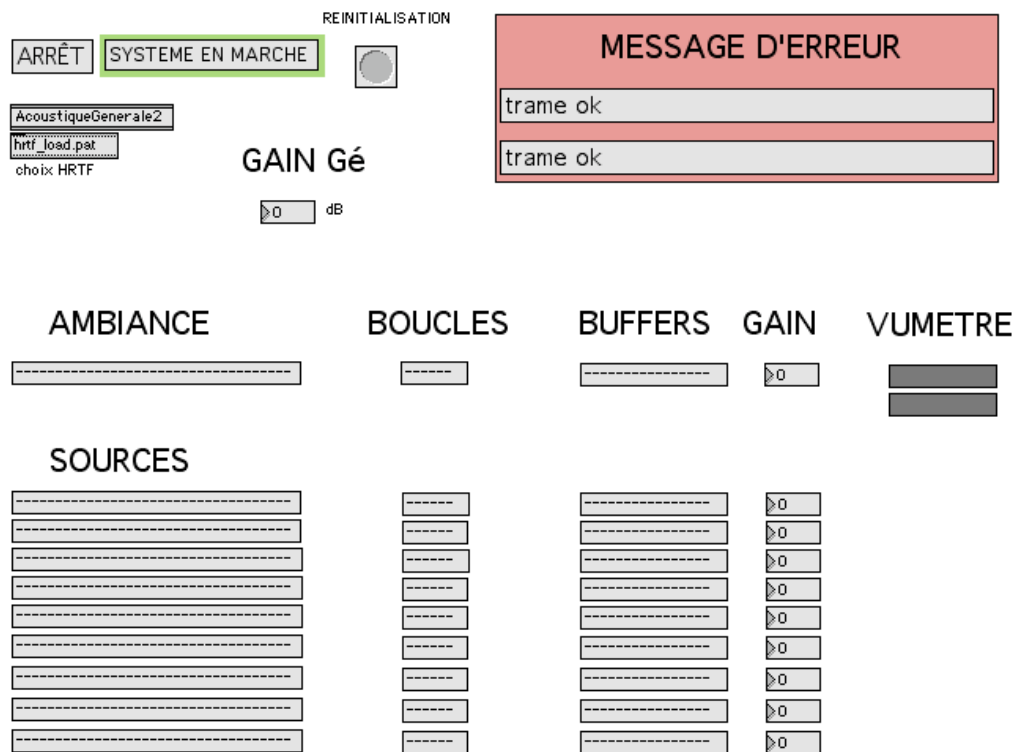 REINITIALISATION
ARRÊT
SYSTEME EN MARCHE
MESSAGE D'ERREUR
trame ok
trame ok
AcoustiqueGenerale2
hrtf_load.pat
choix HRTF
GAIN Gé
0 dB
AMBIANCE BOUCLES BUFFERS GAIN VUMETRE
----------------------------------- ------ ---------------- 0
SOURCES
----------------------------------- ------ ---------------- 0
----------------------------------- ------ ---------------- 0
----------------------------------- ------ ---------------- 0
----------------------------------- ------ ---------------- 0
----------------------------------- ------ ---------------- 0
----------------------------------- ------ ---------------- 0
----------------------------------- ------ ---------------- 0
----------------------------------- ------ ---------------- 0
----------------------------------- ------ ---------------- 0